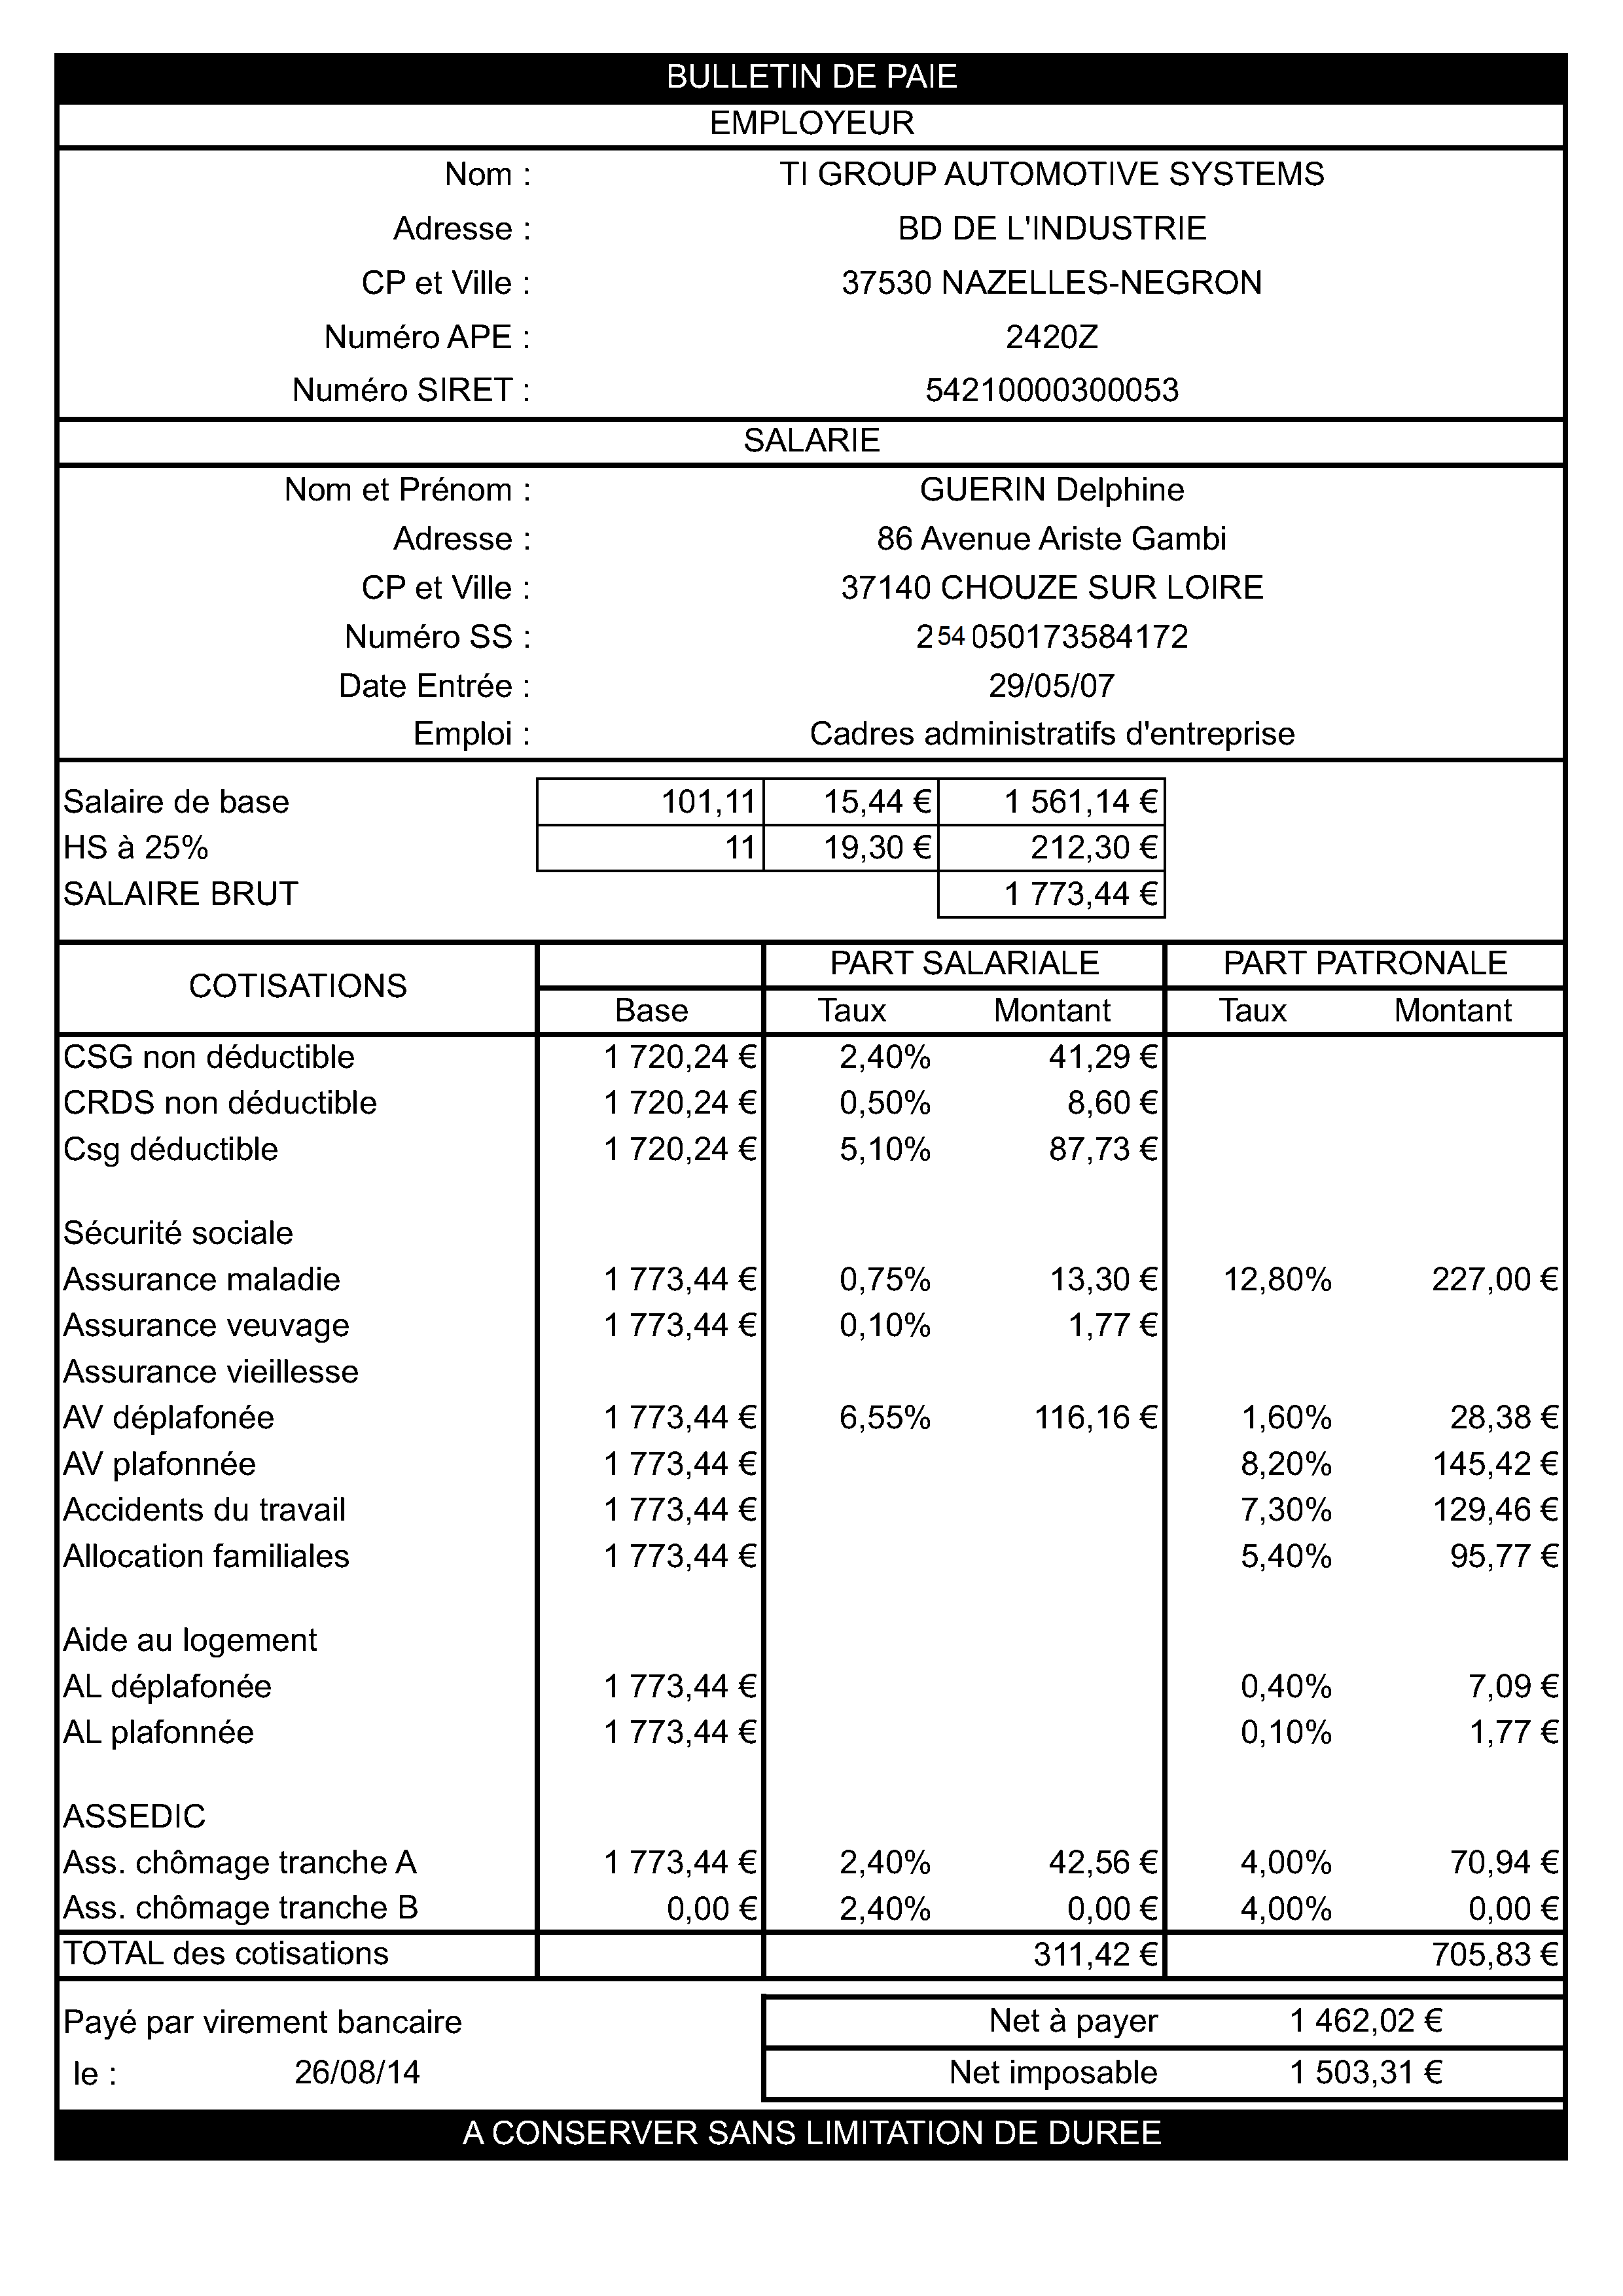 BULLETIN DE PAIE
EMPLOYEUR
Nom : TI GROUP AUTOMOTIVE SYSTEMS
Adresse : BD DE L'INDUSTRIE
CP et Ville : 37530 NAZELLES-NEGRON
Numéro APE : 2420Z
Numéro SIRET : 54210000300053
SALARIE
Nom et Prénom : GUERIN Delphine
Adresse : 86 Avenue Ariste Gambi
CP et Ville : 37140 CHOUZE SUR LOIRE
Numéro SS : 254050173584172
Date Entrée : 29/05/07
Emploi : Cadres administratifs d'entreprise
Salaire de base 101,11 15,44 € 1 561,14 €
HS à 25% 11 19,30 € 212,30 €
SALAIRE BRUT 1 773,44 €
COTISATIONS PART SALARIALE PART PATRONALE
Base Taux Montant Taux Montant
CSG non déductible 1 720,24 € 2,40% 41,29 €
CRDS non déductible 1 720,24 € 0,50% 8,60 €
Csg déductible 1 720,24 € 5,10% 87,73 €
Sécurité sociale
Assurance maladie 1 773,44 € 0,75% 13,30 € 12,80% 227,00 €
Assurance veuvage 1 773,44 € 0,10% 1,77 €
Assurance vieillesse
AV déplafonée 1 773,44 € 6,55% 116,16 € 1,60% 28,38 €
AV plafonnée 1 773,44 € 8,20% 145,42 €
Accidents du travail 1 773,44 € 7,30% 129,46 €
Allocation familiales 1 773,44 € 5,40% 95,77 €
Aide au logement
AL déplafonée 1 773,44 € 0,40% 7,09 €
AL plafonnée 1 773,44 € 0,10% 1,77 €
ASSEDIC
Ass. chômage tranche A 1 773,44 € 2,40% 42,56 € 4,00% 70,94 €
Ass. chômage tranche B 0,00 € 2,40% 0,00 € 4,00% 0,00 €
TOTAL des cotisations 311,42 € 705,83 €
Payé par virement bancaire Net à payer 1 462,02 €
le : 26/08/14 Net imposable 1 503,31 €
A CONSERVER SANS LIMITATION DE DUREE